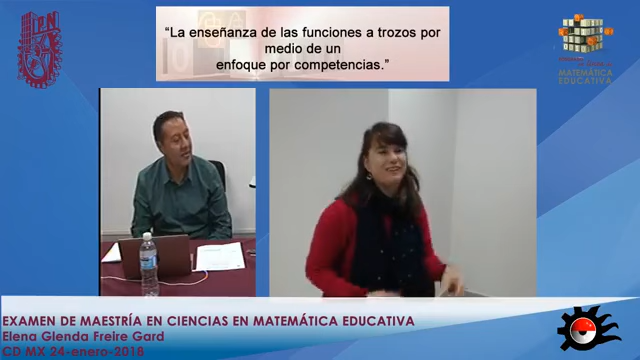 IPN
“La enseñanza de las funciones a trozos por
medio de un
enfoque por competencias.”
MATEMÁTICA
EDUCATIVA
EXAMEN DE MAESTRÍA EN CIENCIAS EN MATEMÁTICA EDUCATIVA
Elena Glenda Freire Gard
CD MX 24-enero-2018